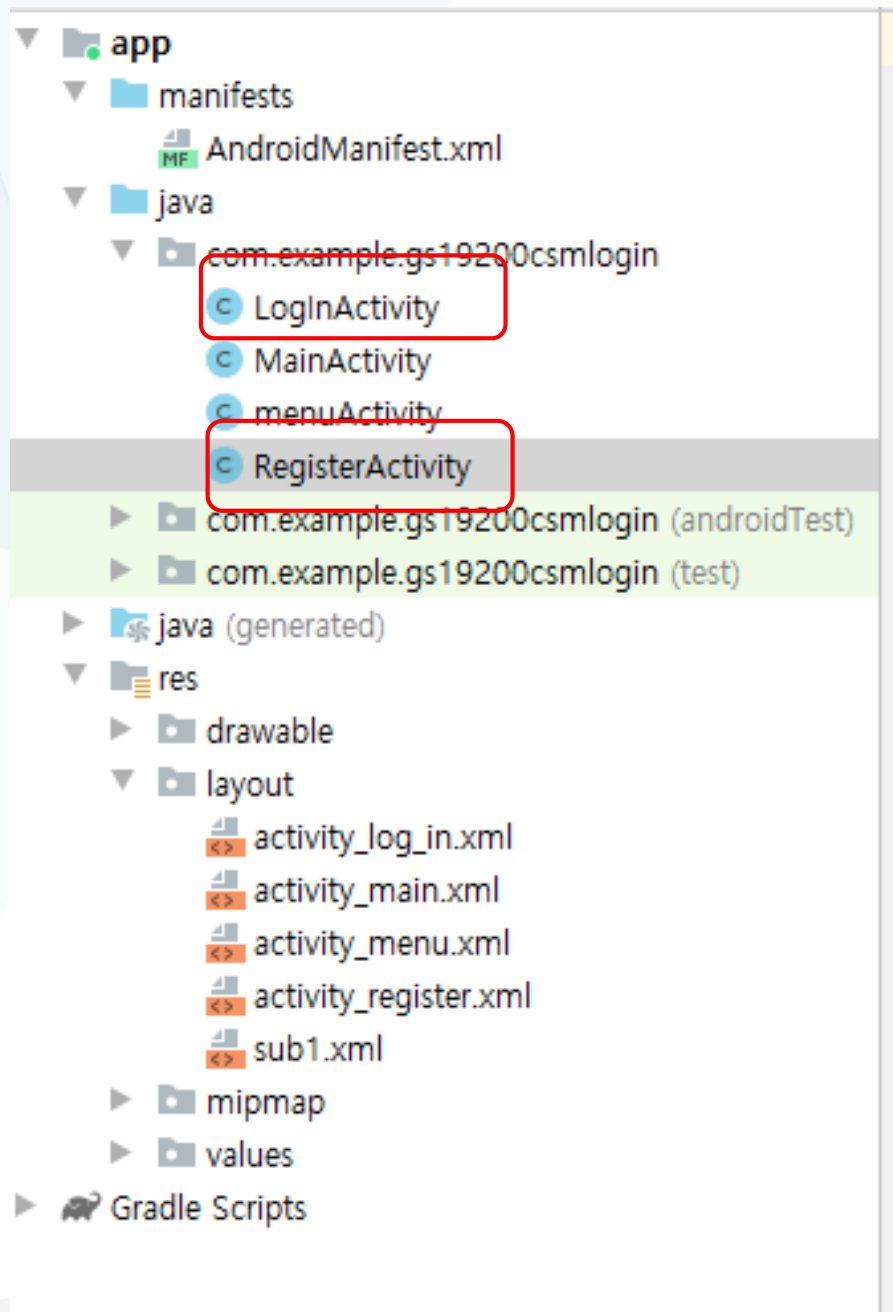 app
manifests
MF AndroidManifest.xml
java
com.example.gs19200csmlogin
C LogInActivity
C MainActivity
C menuActivity
C RegisterActivity
com.example.gs19200csmlogin (androidTest)
com.example.gs19200csmlogin (test)
java (generated)
res
drawable
layout
<> activity_log_in.xml
<> activity_main.xml
<> activity_menu.xml
<> activity_register.xml
<> sub1.xml
mipmap
values
Gradle Scripts